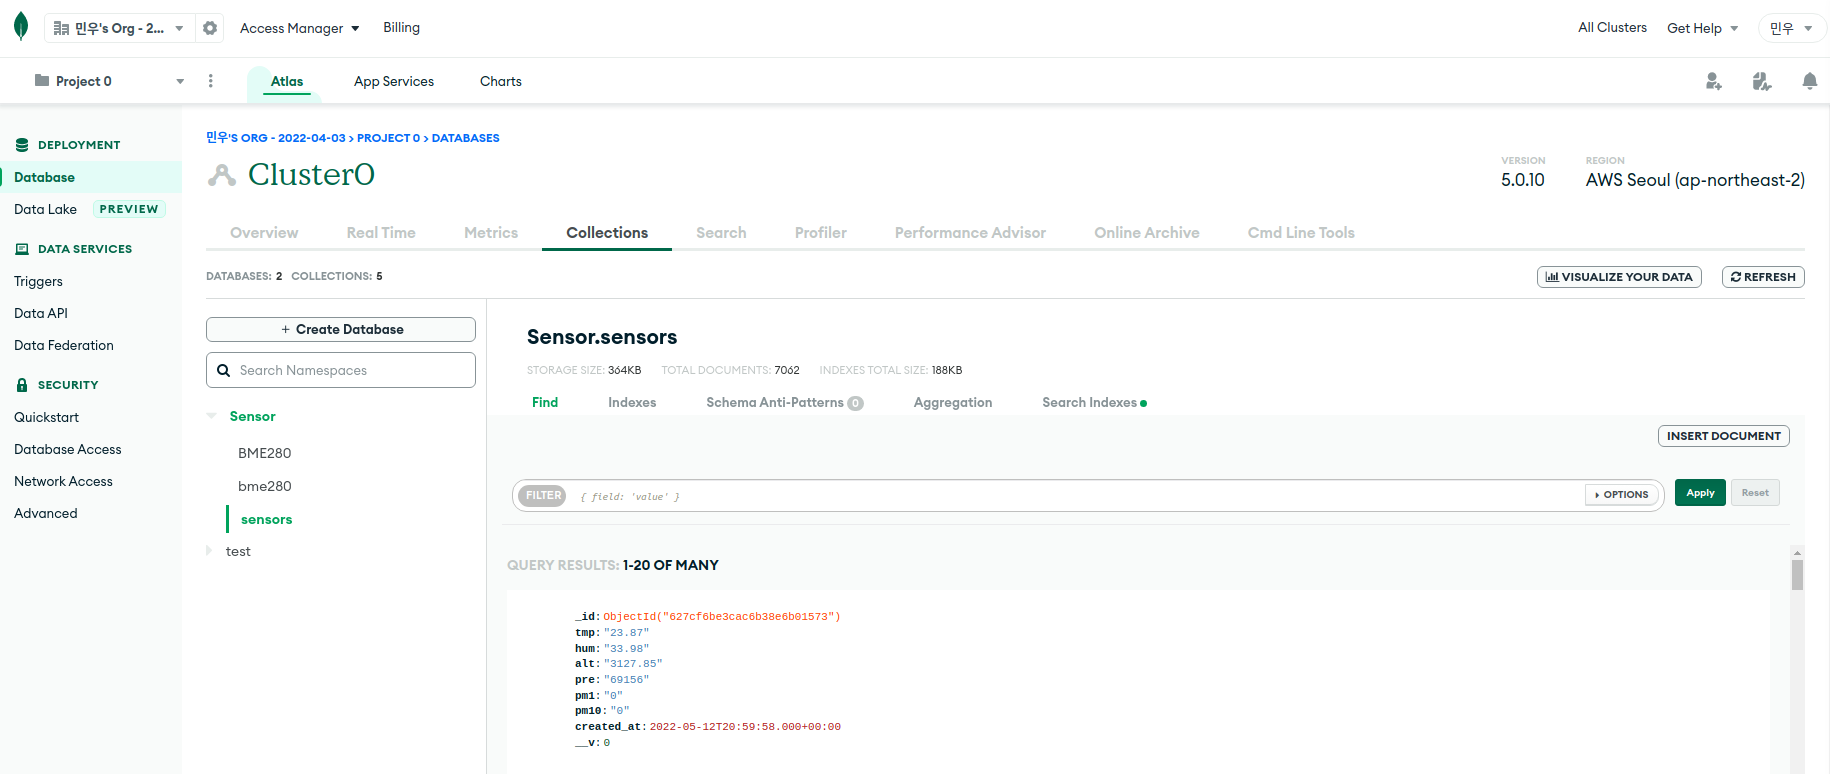 민우's Org - 2... Access Manager Billing All Clusters Get Help 민우
Project 0 Atlas App Services Charts
DEPLOYMENT
Database
Data Lake PREVIEW
DATA SERVICES
Triggers
Data API
Data Federation
SECURITY
Quickstart
Database Access
Network Access
Advanced
민우'S ORG - 2022-04-03 > PROJECT 0 > DATABASES
Cluster0
VERSION
5.0.10
REGION
AWS Seoul (ap-northeast-2)
Overview Real Time Metrics Collections Search Profiler Performance Advisor Online Archive Cmd Line Tools
DATABASES: 2 COLLECTIONS: 5
VISUALIZE YOUR DATA REFRESH
+ Create Database
Search Namespaces
Sensor
BME280
bme280
sensors
test
Sensor.sensors
STORAGE SIZE: 364KB TOTAL DOCUMENTS: 7062 INDEXES TOTAL SIZE: 188KB
Find Indexes Schema Anti-Patterns 0 Aggregation Search Indexes
INSERT DOCUMENT
FILTER { field: 'value' } OPTIONS Apply Reset
QUERY RESULTS: 1-20 OF MANY
_id: ObjectId("627cf6be3cac6b38e6b01573")
tmp: "23.87"
hum: "33.98"
alt: "3127.85"
pre: "69156"
pm1: "0"
pm10: "0"
created_at: 2022-05-12T20:59:58.000+00:00
__v: 0